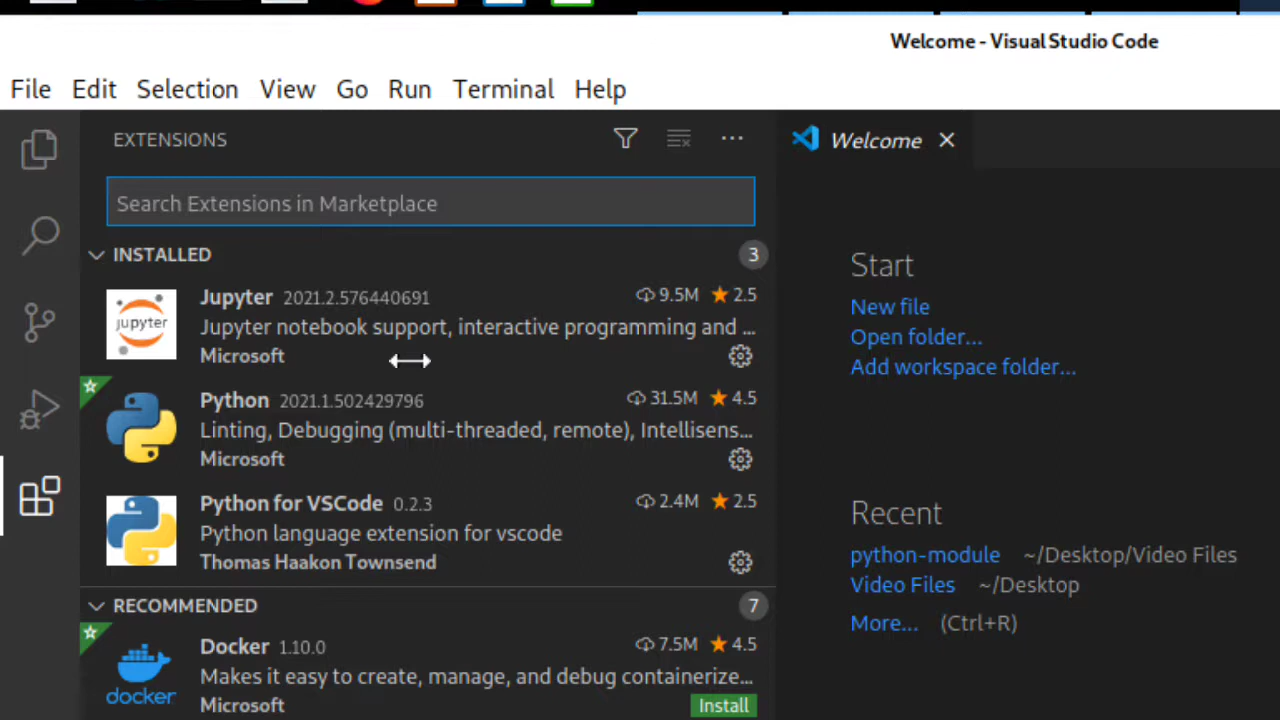 Welcome - Visual Studio Code
File Edit Selection View Go Run Terminal Help
EXTENSIONS
Welcome
Search Extensions in Marketplace
INSTALLED 3
jupyter
Jupyter 2021.2.576440691 9.5M 2.5
Jupyter notebook support, interactive programming and ...
Microsoft
Python 2021.1.502429796 31.5M 4.5
Linting, Debugging (multi-threaded, remote), Intellisens...
Microsoft
Python for VSCode 0.2.3 2.4M 2.5
Python language extension for vscode
Thomas Haakon Townsend
RECOMMENDED 7
docker
Docker 1.10.0 7.5M 4.5
Makes it easy to create, manage, and debug containerize...
Microsoft Install
Start
New file
Open folder...
Add workspace folder...
Recent
python-module ~/Desktop/Video Files
Video Files ~/Desktop
More... (Ctrl+R)